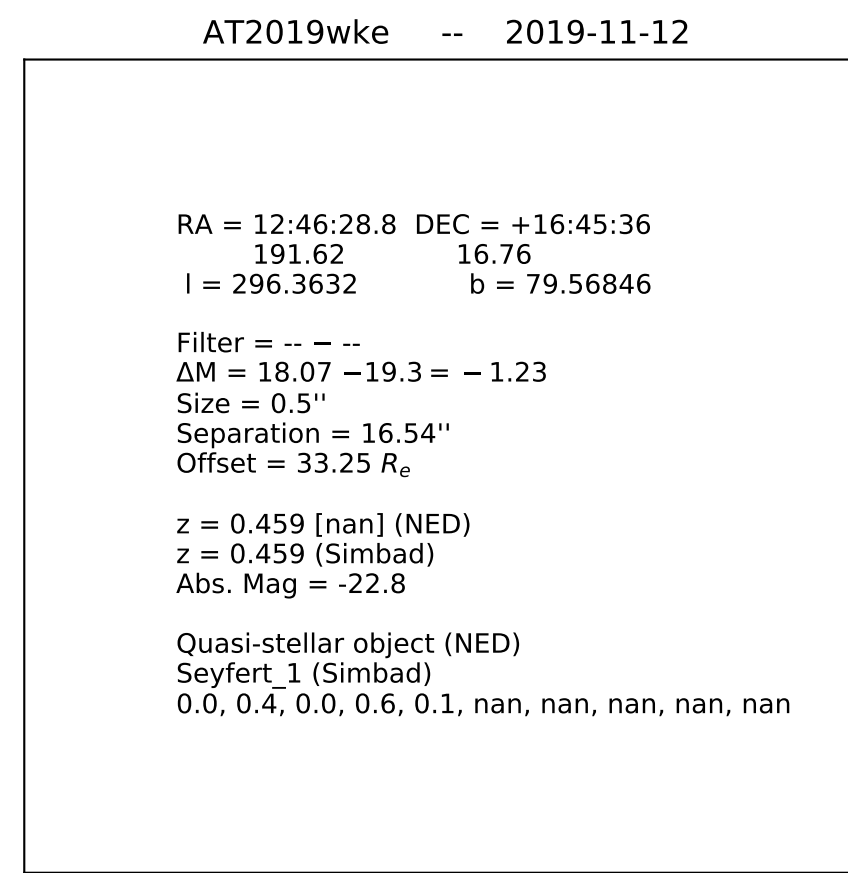 AT2019wke -- 2019-11-12
RA = 12:46:28.8 DEC = +16:45:36
191.62 16.76
l = 296.3632 b = 79.56846
Filter = -- − --
ΔM = 18.07 −19.3 = − 1.23
Size = 0.5''
Separation = 16.54''
Offset = 33.25 Rₑ
z = 0.459 [nan] (NED)
z = 0.459 (Simbad)
Abs. Mag = -22.8
Quasi-stellar object (NED)
Seyfert_1 (Simbad)
0.0, 0.4, 0.0, 0.6, 0.1, nan, nan, nan, nan, nan